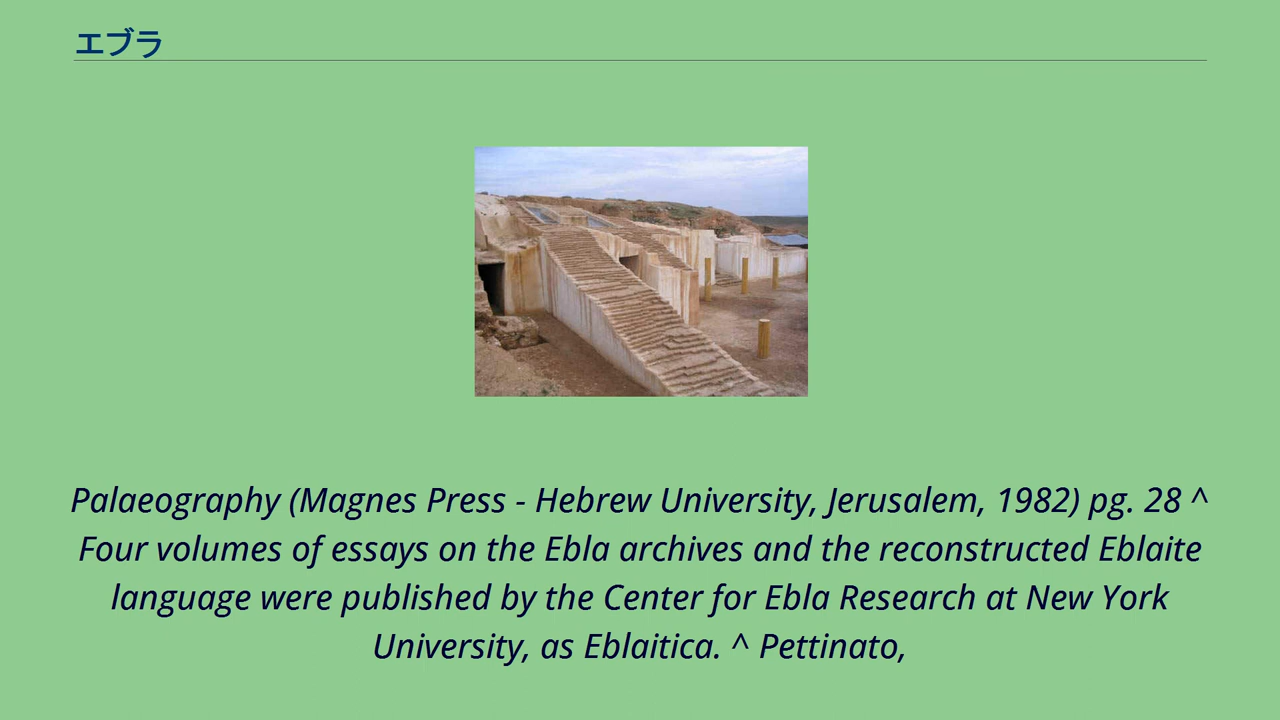 エブラ
Palaeography (Magnes Press - Hebrew University, Jerusalem, 1982) pg. 28 ^
Four volumes of essays on the Ebla archives and the reconstructed Eblaite
language were published by the Center for Ebla Research at New York
University, as Eblaitica. ^ Pettinato,